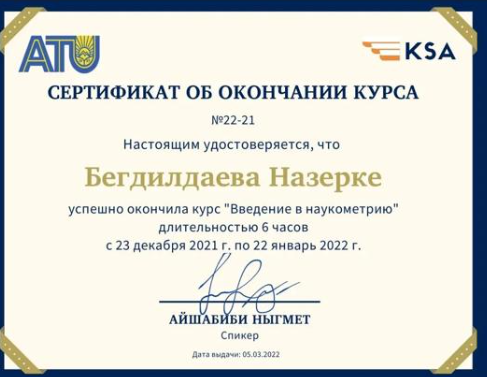 ATU
KSA
СЕРТИФИКАТ ОБ ОКОНЧАНИИ КУРСА
№22-21
Настоящим удостоверяется, что
Бегдилдаева Назерке
успешно окончила курс "Введение в наукометрию"
длительностью 6 часов
с 23 декабря 2021 г. по 22 январь 2022 г.
АЙШАБИБИ НЫГМЕТ
Спикер
Дата выдачи: 05.03.2022